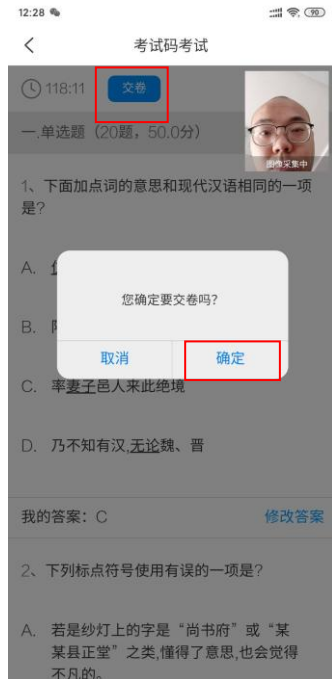 12:28
90
考试码考试
118:11 交卷
一.单选题（20题，50.0分）
图像采集中
1、下面加点词的意思和现代汉语相同的一项
是?
A.
您确定要交卷吗?
B.
取消 确定
C. 率妻子邑人来此绝境
D. 乃不知有汉,无论魏、晋
我的答案：C 修改答案
2、下列标点符号使用有误的一项是?
A. 若是纱灯上的字是“尚书府”或“某
某县正堂”之类,懂得了意思,也会觉得
不凡的。